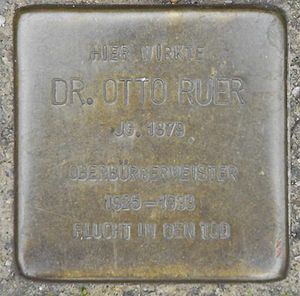 HIER WIRKTE
DR. OTTO RUER
JG. 1879
OBERBÜRGERMEISTER
1925–1933
FLUCHT IN DEN TOD